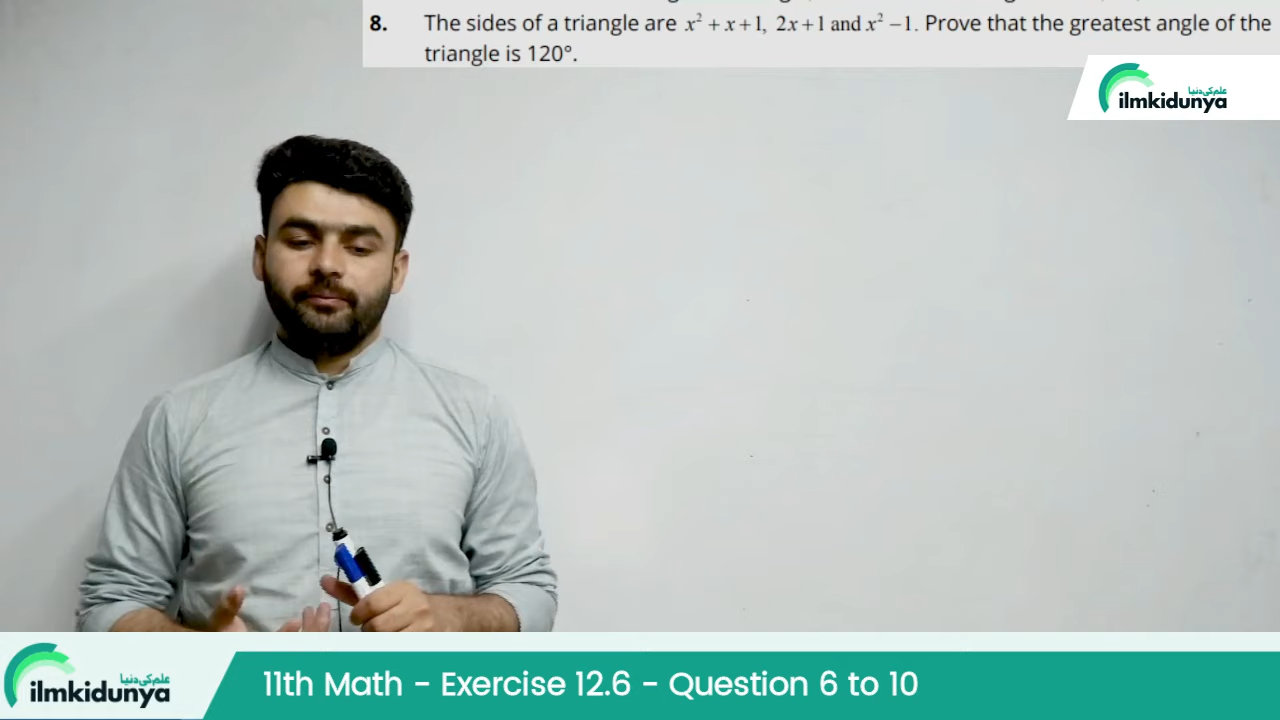 8. The sides of a triangle are x² + x + 1, 2x + 1 and x² – 1. Prove that the greatest angle of the
triangle is 120°.
علم کی دنیا
ilmkidunya
علم کی دنیا
ilmkidunya
11th Math - Exercise 12.6 - Question 6 to 10